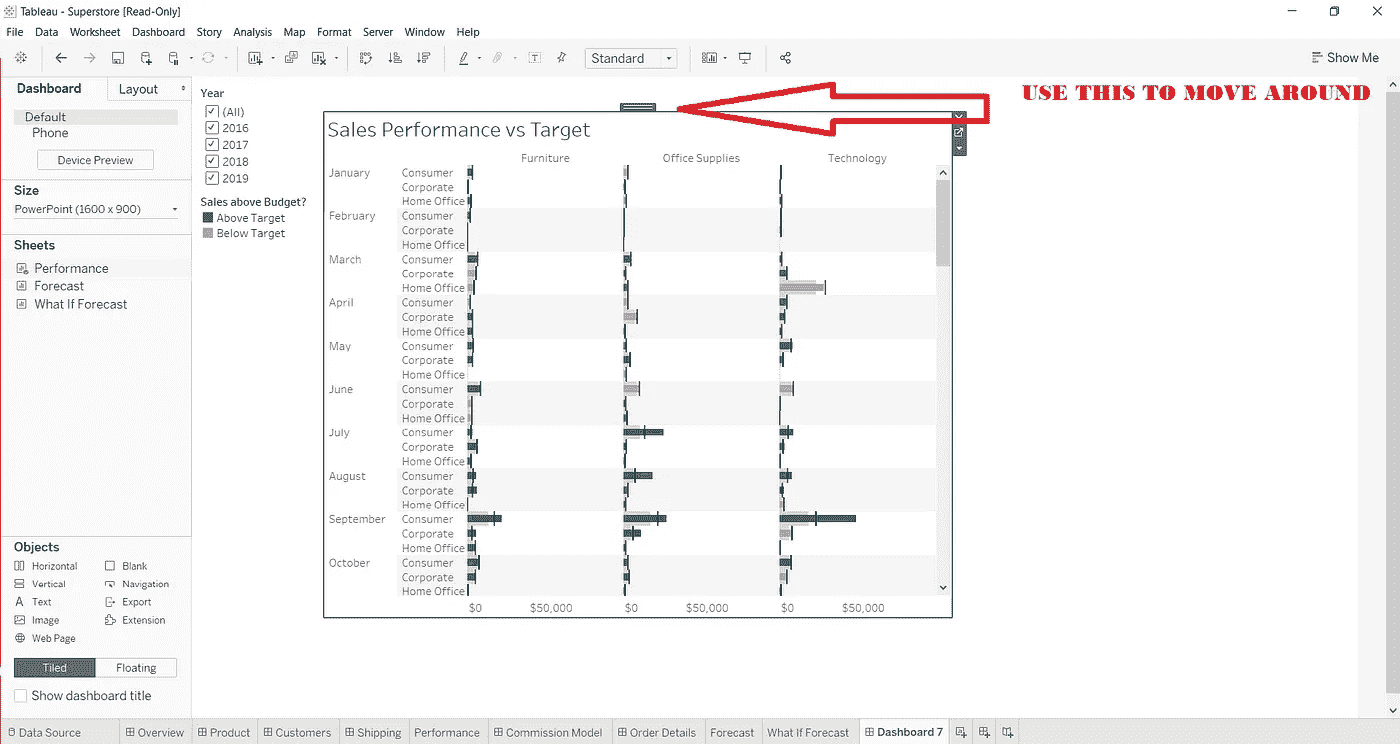 Tableau - Superstore [Read-Only]
File Data Worksheet Dashboard Story Analysis Map Format Server Window Help
Standard
Show Me
Dashboard Layout
Default
Phone
Device Preview
Size
PowerPoint (1600 x 900)
Sheets
Performance
Forecast
What If Forecast
Objects
Horizontal Blank
Vertical Navigation
A Text Export
Image Extension
Web Page
Tiled Floating
Show dashboard title
Year
(All)
2016
2017
2018
2019
Sales above Budget?
Above Target
Below Target
USE THIS TO MOVE AROUND
Sales Performance vs Target
Furniture Office Supplies Technology
January Consumer
Corporate
Home Office
February Consumer
Corporate
Home Office
March Consumer
Corporate
Home Office
April Consumer
Corporate
Home Office
May Consumer
Corporate
Home Office
June Consumer
Corporate
Home Office
July Consumer
Corporate
Home Office
August Consumer
Corporate
Home Office
September Consumer
Corporate
Home Office
October Consumer
Corporate
Home Office
$0 $50,000 $0 $50,000 $0 $50,000
Data Source Overview Product Customers Shipping Performance Commission Model Order Details Forecast What If Forecast Dashboard 7